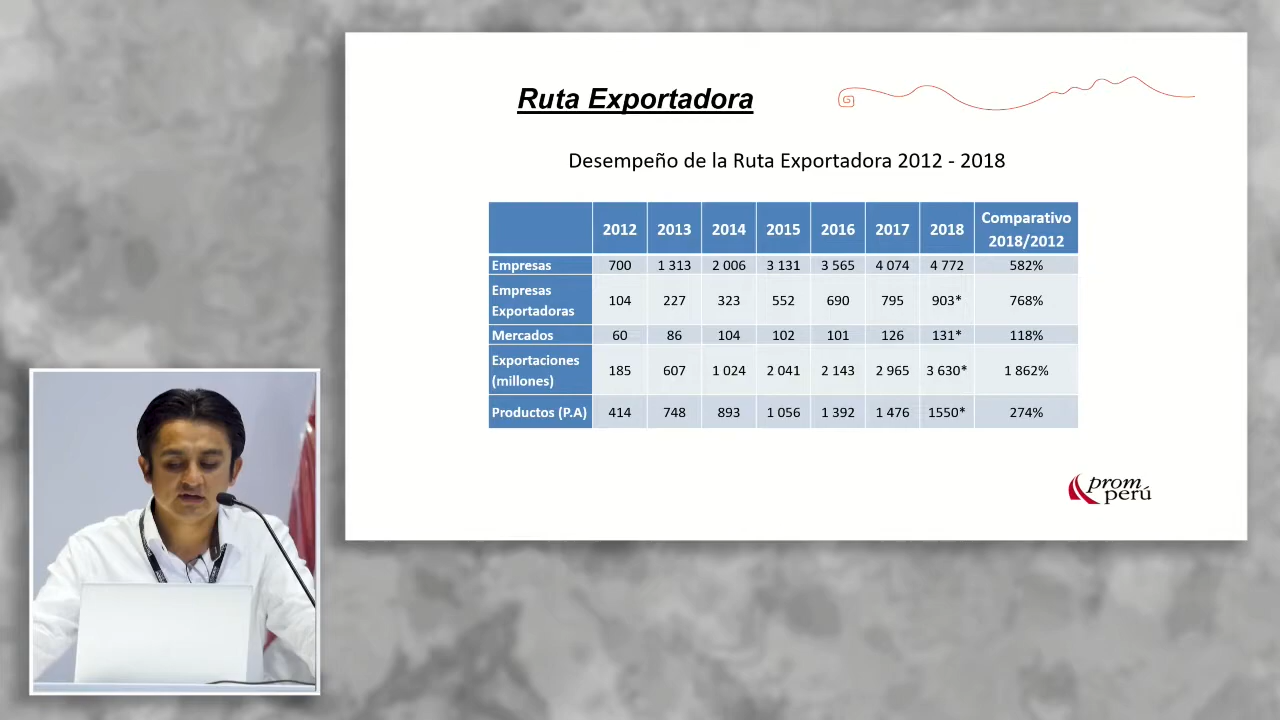 Ruta Exportadora
Desempeño de la Ruta Exportadora 2012 - 2018
2012 2013 2014 2015 2016 2017 2018 Comparativo 2018/2012
Empresas 700 1 313 2 006 3 131 3 565 4 074 4 772 582%
Empresas Exportadoras 104 227 323 552 690 795 903* 768%
Mercados 60 86 104 102 101 126 131* 118%
Exportaciones (millones) 185 607 1 024 2 041 2 143 2 965 3 630* 1 862%
Productos (P.A) 414 748 893 1 056 1 392 1 476 1550* 274%
prom
perú